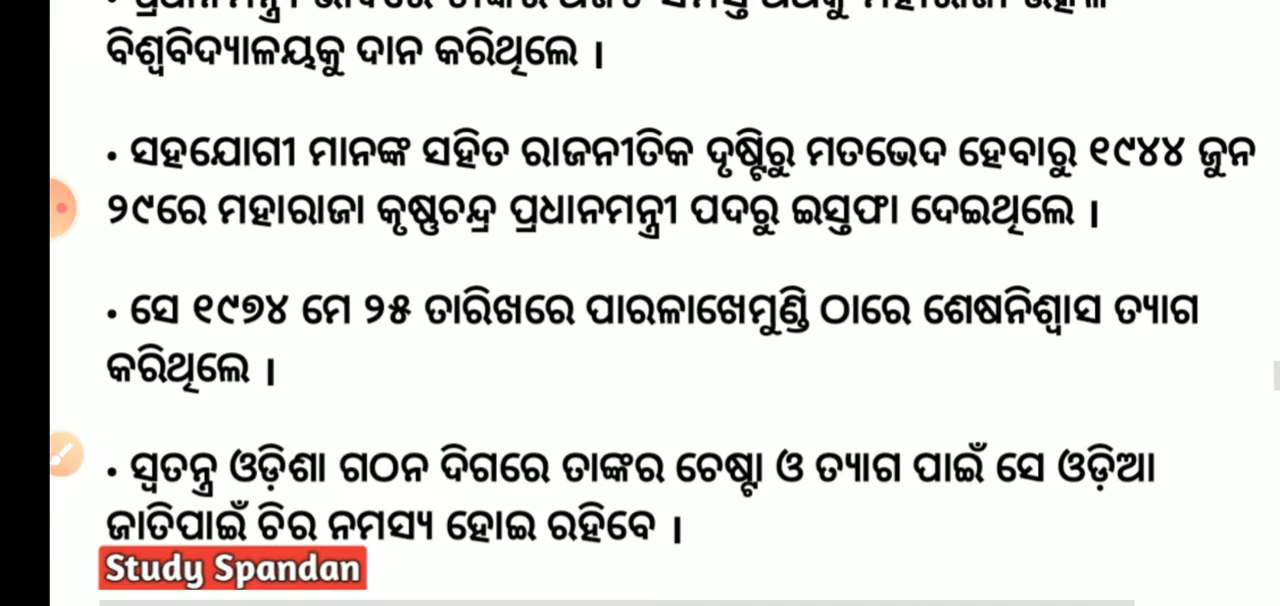 ବିଶ୍ୱବିଦ୍ୟାଳୟକୁ ଦାନ କରିଥିଲେ ।
• ସହଯୋଗୀ ମାନଙ୍କ ସହିତ ରାଜନୀତିକ ଦୃଷ୍ଟିରୁ ମତଭେଦ ହେବାରୁ ୧୯୪୪ ଜୁନ
୨୯ରେ ମହାରାଜା କୃଷ୍ଣଚନ୍ଦ୍ର ପ୍ରଧାନମନ୍ତ୍ରୀ ପଦରୁ ଇସ୍ତଫା ଦେଇଥିଲେ ।
• ସେ ୧୯୭୪ ମେ ୨୫ ତାରିଖରେ ପାରଳାଖେମୁଣ୍ଡି ଠାରେ ଶେଷନିଶ୍ୱାସ ତ୍ୟାଗ
କରିଥିଲେ ।
• ସ୍ୱତନ୍ତ୍ର ଓଡ଼ିଶା ଗଠନ ଦିଗରେ ତାଙ୍କର ଚେଷ୍ଟା ଓ ତ୍ୟାଗ ପାଇଁ ସେ ଓଡ଼ିଆ
ଜାତିପାଇଁ ଚିର ନମସ୍ୟ ହୋଇ ରହିବେ ।
Study Spandan